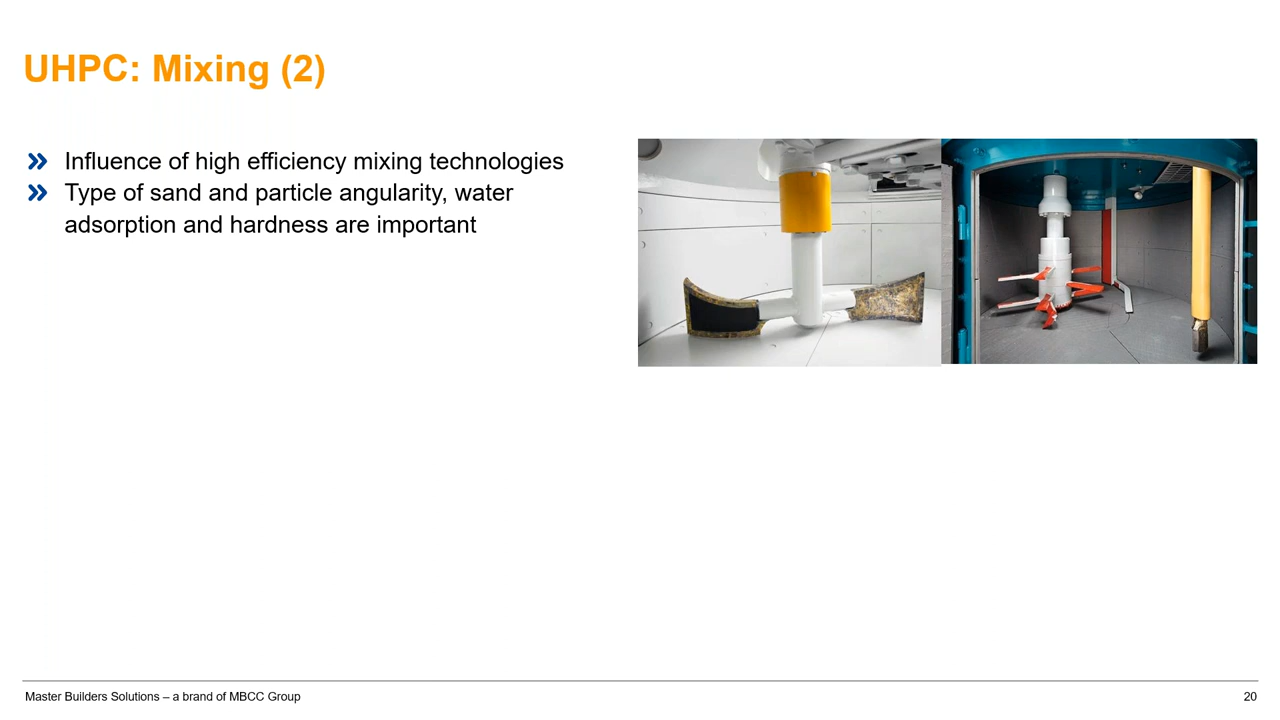 UHPC: Mixing (2)
Influence of high efficiency mixing technologies
Type of sand and particle angularity, water
adsorption and hardness are important
Master Builders Solutions – a brand of MBCC Group
20